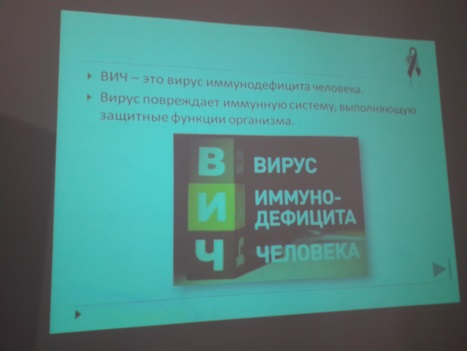 ВИЧ – это вирус иммунодефицита человека.
Вирус повреждает иммунную систему, выполняющую
защитные функции организма.
В ВИРУС
И ИММУНО-
ДЕФИЦИТА
Ч ЧЕЛОВЕКА